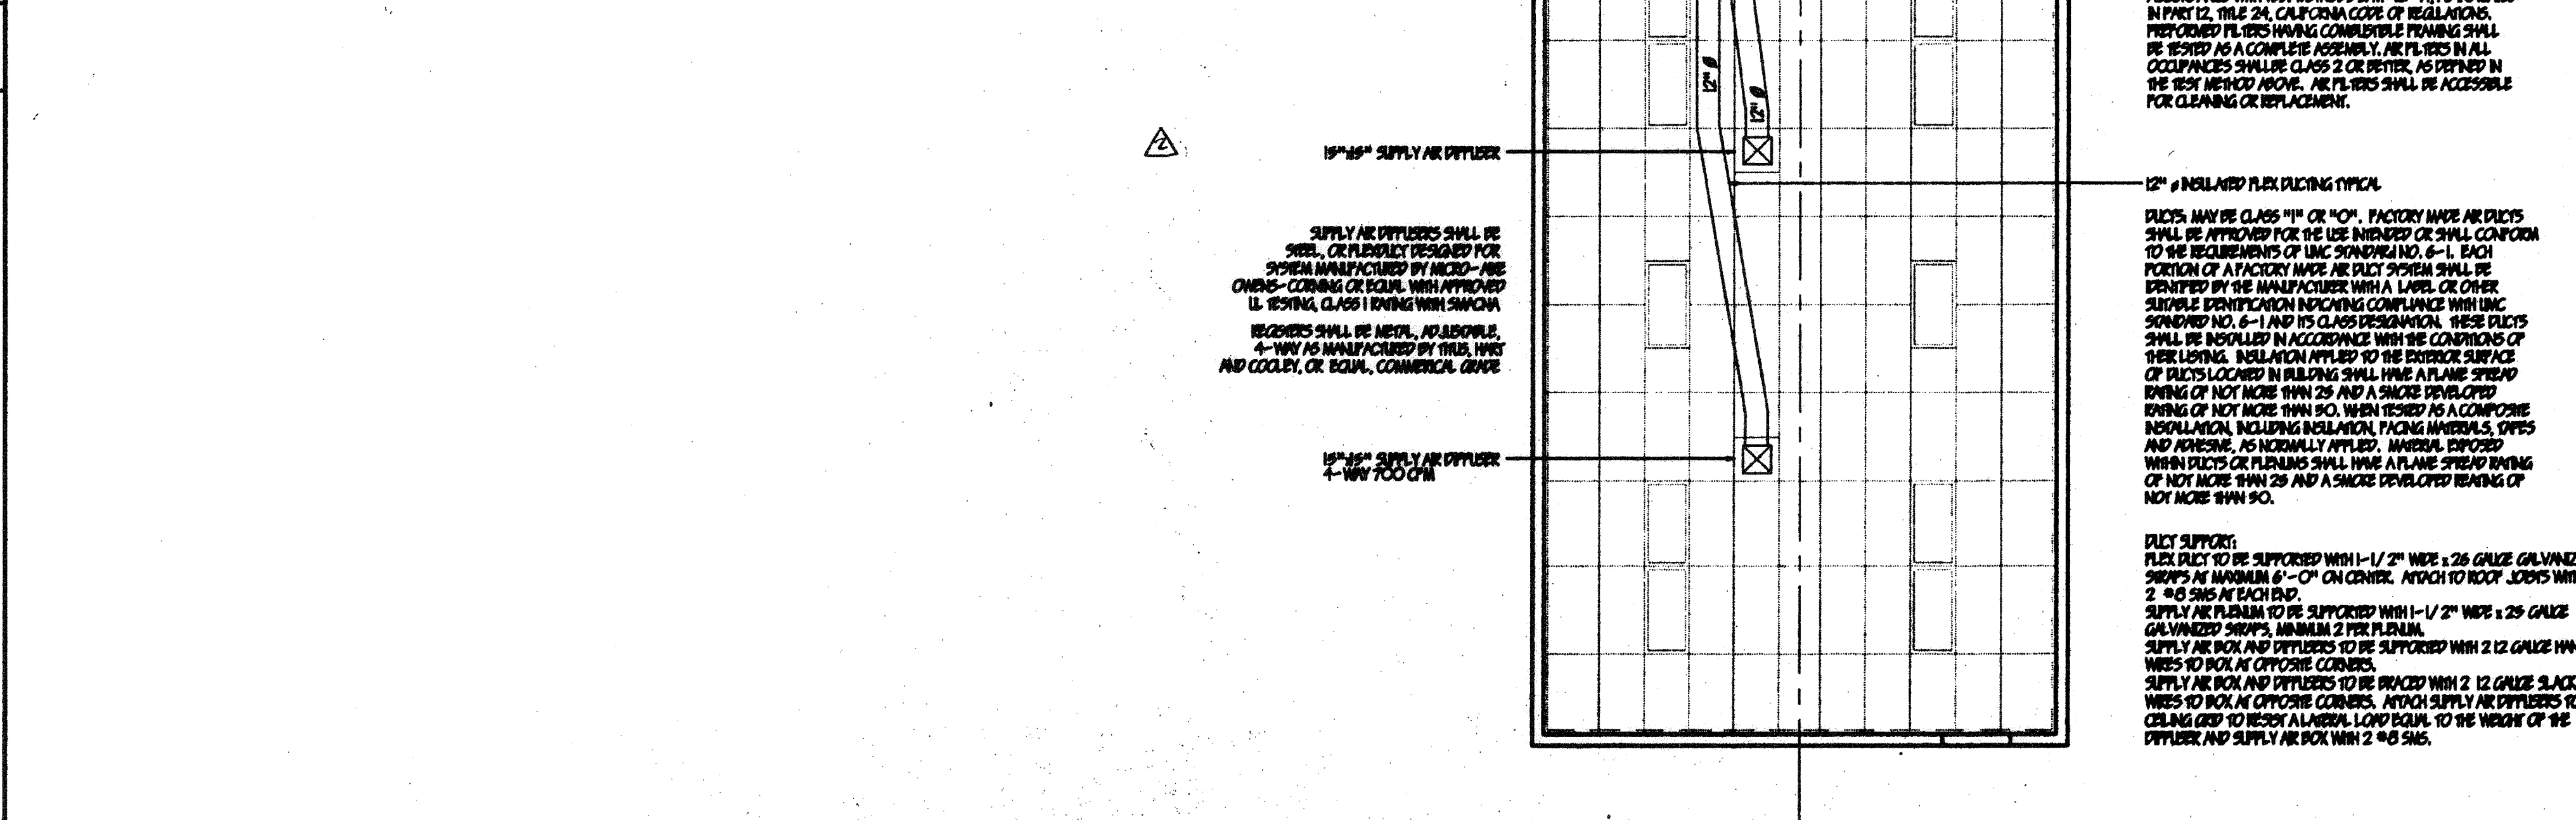 IN PART 12, TITLE 24, CALIFORNIA CODE OF REGULATIONS.
PREFORMED FILTERS HAVING COMBUSTIBLE FRAMING SHALL
BE TESTED AS A COMPLETE ASSEMBLY. AIR FILTERS IN ALL
OCCUPANCIES SHALL BE CLASS 2 OR BETTER, AS DEFINED IN
THE TEST METHOD ABOVE. AIR FILTERS SHALL BE ACCESSIBLE
FOR CLEANING OR REPLACEMENT.
12" Ø
12" Ø
2
15"x15" SUPPLY AIR DIFFUSER
12" ø INSULATED FLEX DUCTING TYPICAL
SUPPLY AIR DIFFUSERS SHALL BE
STEEL, OR FLEXDUCT DESIGNED FOR
SYSTEM MANUFACTURED BY MICRO-AIRE
OWENS-CORNING OR EQUAL WITH APPROVED
UL TESTING, CLASS 1 RATING WITH SMACNA
REGISTERS SHALL BE METAL, ADJUSTABLE,
4-WAY AS MANUFACTURED BY TITUS, HART
AND COOLEY, OR EQUAL, COMMERICAL GRADE
15"x15" SUPPLY AIR DIFFUSER
4-WAY 700 CFM
DUCTS: MAY BE CLASS "1" OR "0". FACTORY MADE AIR DUCTS
SHALL BE APPROVED FOR THE USE INTENDED OR SHALL CONFORM
TO THE REQUIREMENTS OF UMC STANDARD NO. 6-1. EACH
PORTION OF A FACTORY MADE AIR DUCT SYSTEM SHALL BE
IDENTIFIED BY THE MANUFACTURER WITH A LABEL OR OTHER
SUITABLE IDENTIFICATION INDICATING COMPLIANCE WITH UMC
STANDARD NO. 6-1 AND ITS CLASS DESIGNATION. THESE DUCTS
SHALL BE INSTALLED IN ACCORDANCE WITH THE CONDITIONS OF
THEIR LISTING. INSULATION APPLIED TO THE EXTERIOR SURFACE
OF DUCTS LOCATED IN BUILDING SHALL HAVE A FLAME SPREAD
RATING OF NOT MORE THAN 25 AND A SMOKE DEVELOPED
RATING OF NOT MORE THAN 50. WHEN TESTED AS A COMPOSITE
INSTALLATION, INCLUDING INSULATION, FACING MATERIALS, TAPES
AND ADHESIVE, AS NORMALLY APPLIED. MATERIAL EXPOSED
WITHIN DUCTS OR PLENUMS SHALL HAVE A FLAME SPREAD RATING
OF NOT MORE THAN 25 AND A SMOKE DEVELOPED REATING OF
NOT MORE THAN 50.
DUCT SUPPORT:
FLEX DUCT TO BE SUPPORTED WITH 1-1/2" WIDE x 26 GAUGE GALVANIZ
STRAPS AT MAXIMUM 6'-0" ON CENTER. ATTACH TO ROOF JOISTS WIT
2 #8 SMS AT EACH END.
SUPPLY AIR PLENUM TO BE SUPPORTED WITH 1-1/2" WIDE x 25 GAUGE
GALVANIZED STRAPS, MINIMUM 2 PER PLENUM.
SUPPLY AIR BOX AND DIFFUSERS TO BE SUPPORTED WITH 2 12 GAUGE HAN
WIRES TO BOX AT OPPOSITE CORNERS.
SUPPLY AIR BOX AND DIFFUSERS TO BE BRACED WITH 2 12 GAUGE SLACK
WIRES TO BOX AT OPPOSITE CORNERS. ATTACH SUPPLY AIR DIFFUSERS TO
CEILING GRID TO RESIST A LATERAL LOAD EQUAL TO THE WEIGHT OF THE
DIFFUSER AND SUPPLY AIR BOX WITH 2 #8 SMS.